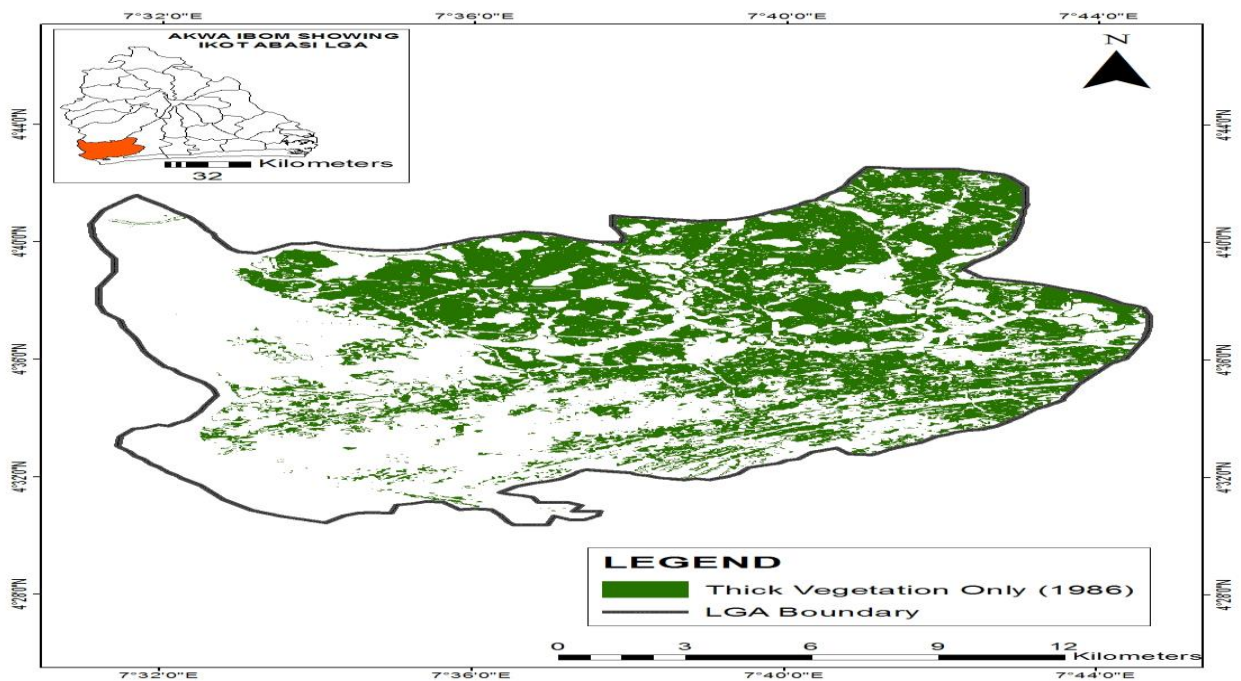 7°32'0"E 7°36'0"E 7°40'0"E 7°44'0"E
AKWA IBOM SHOWING
IKOT ABASI LGA
Kilometers
32
N
4°44'0"N 4°44'0"N
4°40'0"N 4°40'0"N
4°36'0"N 4°36'0"N
4°32'0"N 4°32'0"N
4°28'0"N 4°28'0"N
LEGEND
Thick Vegetation Only (1986)
LGA Boundary
0 3 6 9 12
Kilometers
7°32'0"E 7°36'0"E 7°40'0"E 7°44'0"E